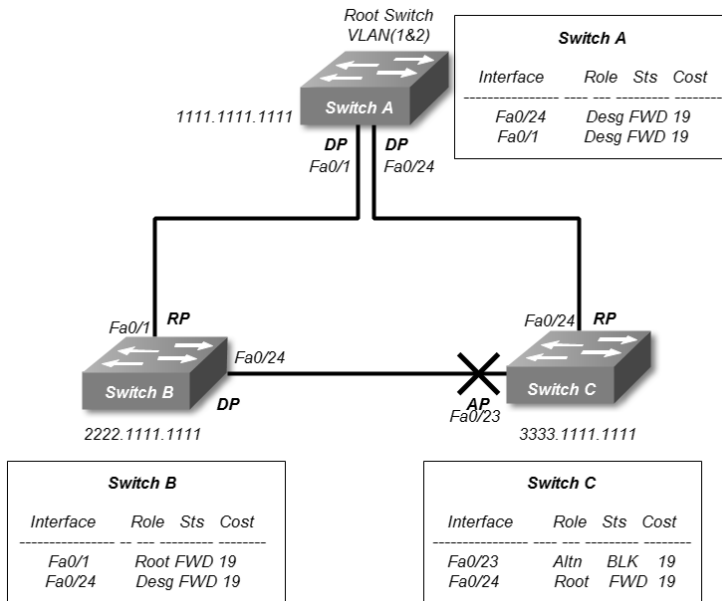 Root Switch
VLAN(1&2)
Switch A
1111.1111.1111
DP DP
Fa0/1 Fa0/24
Switch A
Interface Role Sts Cost
---------------------- ---- --- --------- --------
Fa0/24 Desg FWD 19
Fa0/1 Desg FWD 19
Fa0/1 RP
Fa0/24
Switch B
DP
2222.1111.1111
Fa0/24 RP
Switch C
AP
Fa0/23
3333.1111.1111
Switch B
Interface Role Sts Cost
------------------ -- --- --------- --------
Fa0/1 Root FWD 19
Fa0/24 Desg FWD 19
Switch C
Interface Role Sts Cost
------------------ -- --- --------- --------
Fa0/23 Altn BLK 19
Fa0/24 Root FWD 19